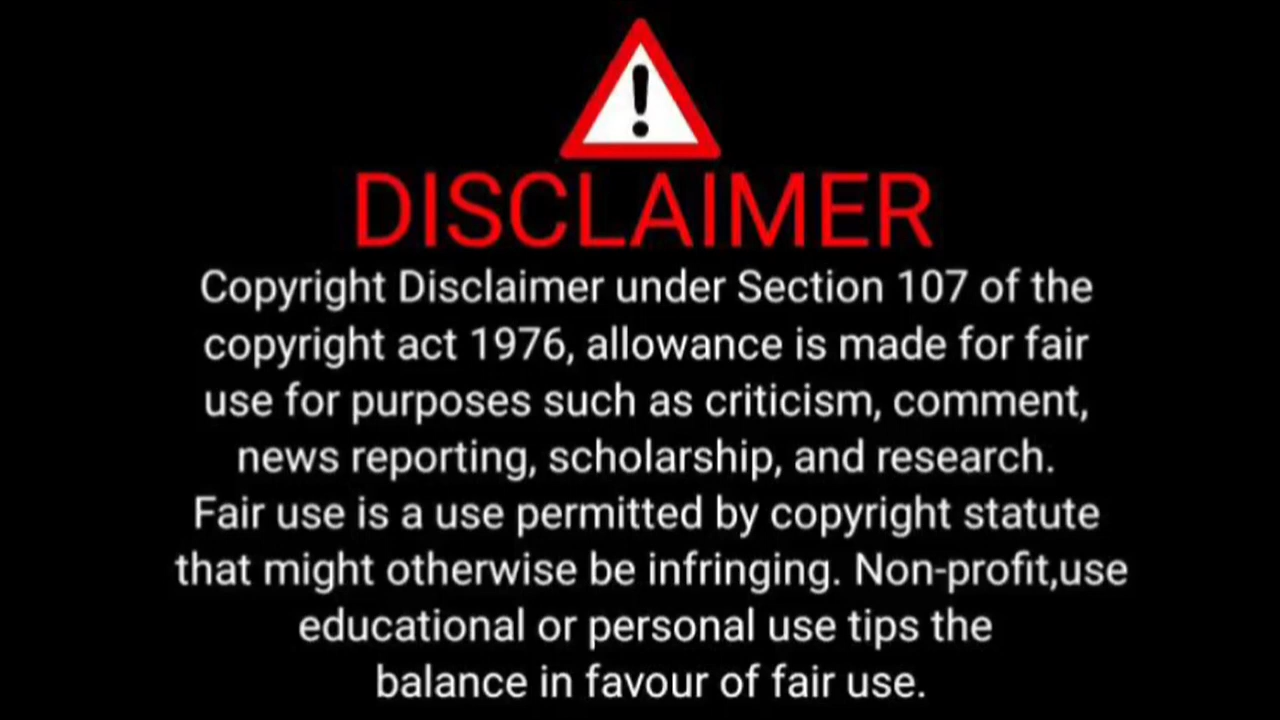 DISCLAIMER
Copyright Disclaimer under Section 107 of the
copyright act 1976, allowance is made for fair
use for purposes such as criticism, comment,
news reporting, scholarship, and research.
Fair use is a use permitted by copyright statute
that might otherwise be infringing. Non-profit,use
educational or personal use tips the
balance in favour of fair use.